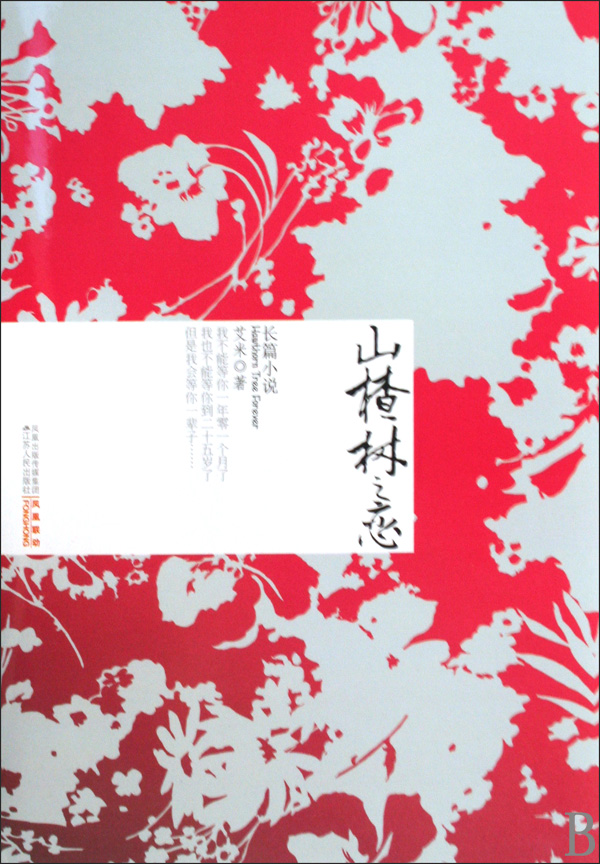 山楂树之恋
长篇小说
Hawthorn Tree Forever
艾米◎著
我不能等你一年零一个月了
我也不能等你到二十五岁了
但是我会等你一辈子……
凤凰出版传媒集团
江苏人民出版社
凤凰联动
FONGHONG
B